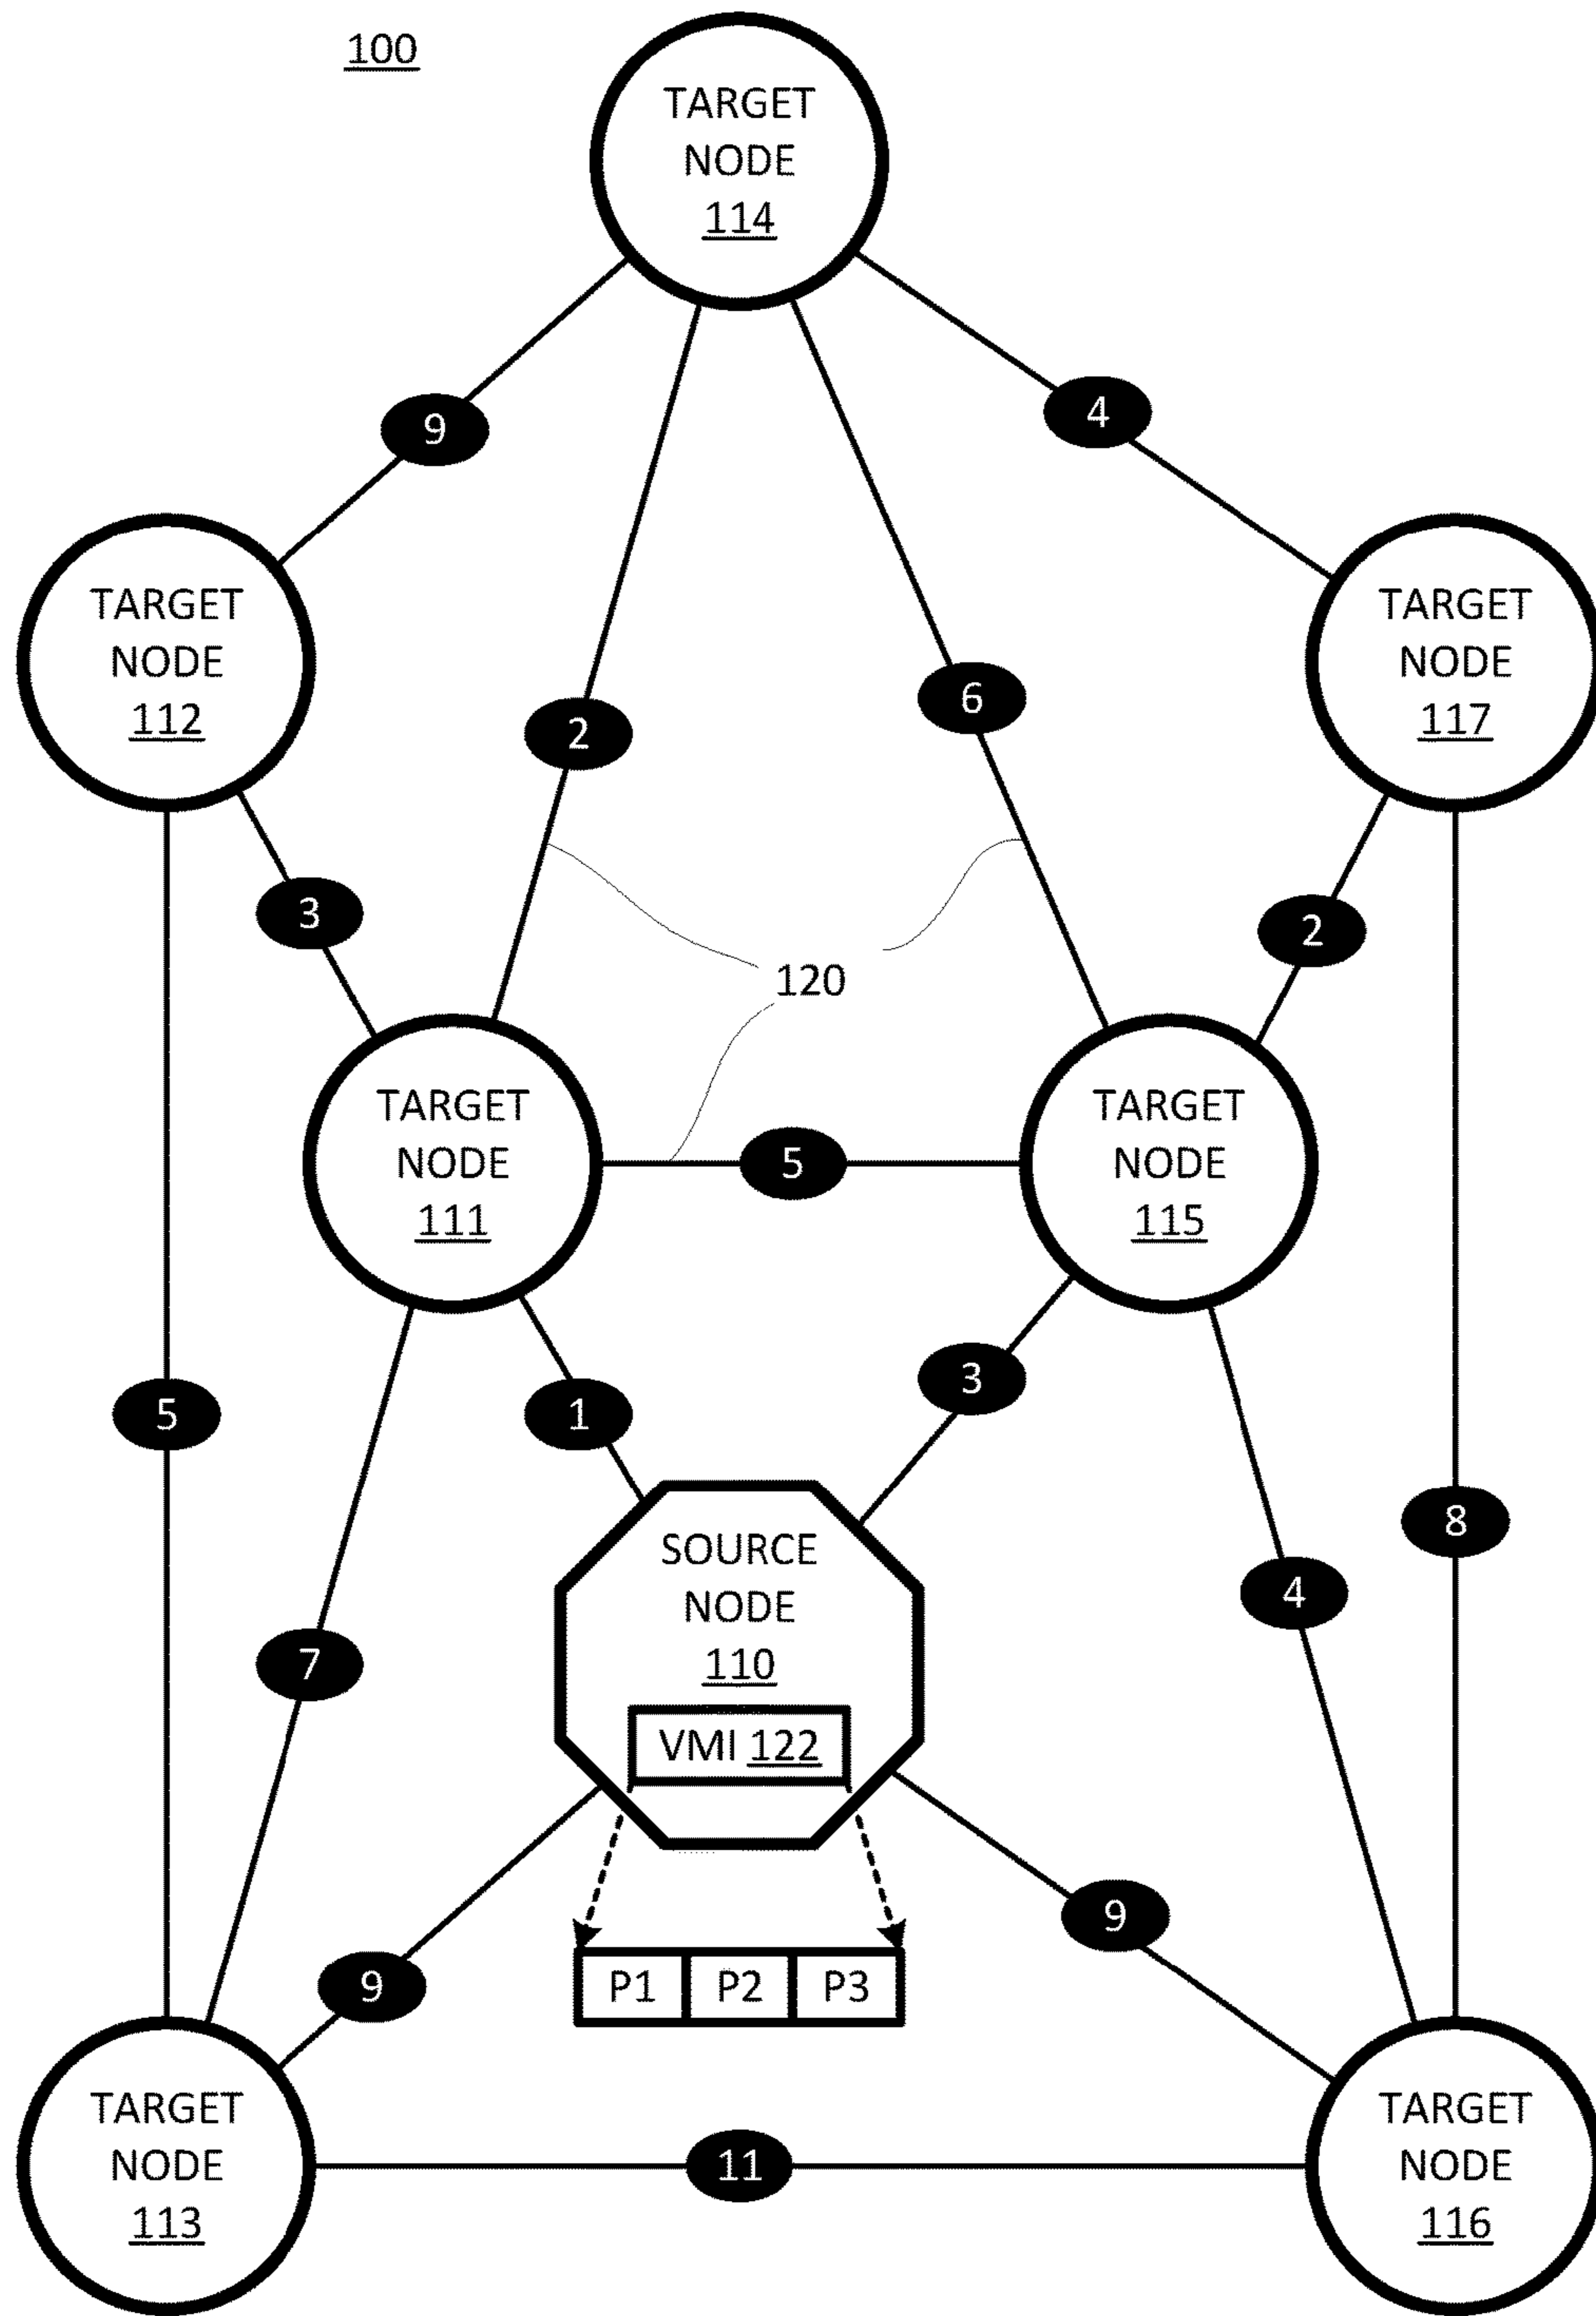 100
TARGET
NODE
114
9
4
TARGET
NODE
112
TARGET
NODE
117
2
6
3
2
120
TARGET
NODE
111
5
TARGET
NODE
115
5
1
3
8
SOURCE
NODE
110
VMI 122
7
4
9
9
P1 P2 P3
TARGET
NODE
113
11
TARGET
NODE
116